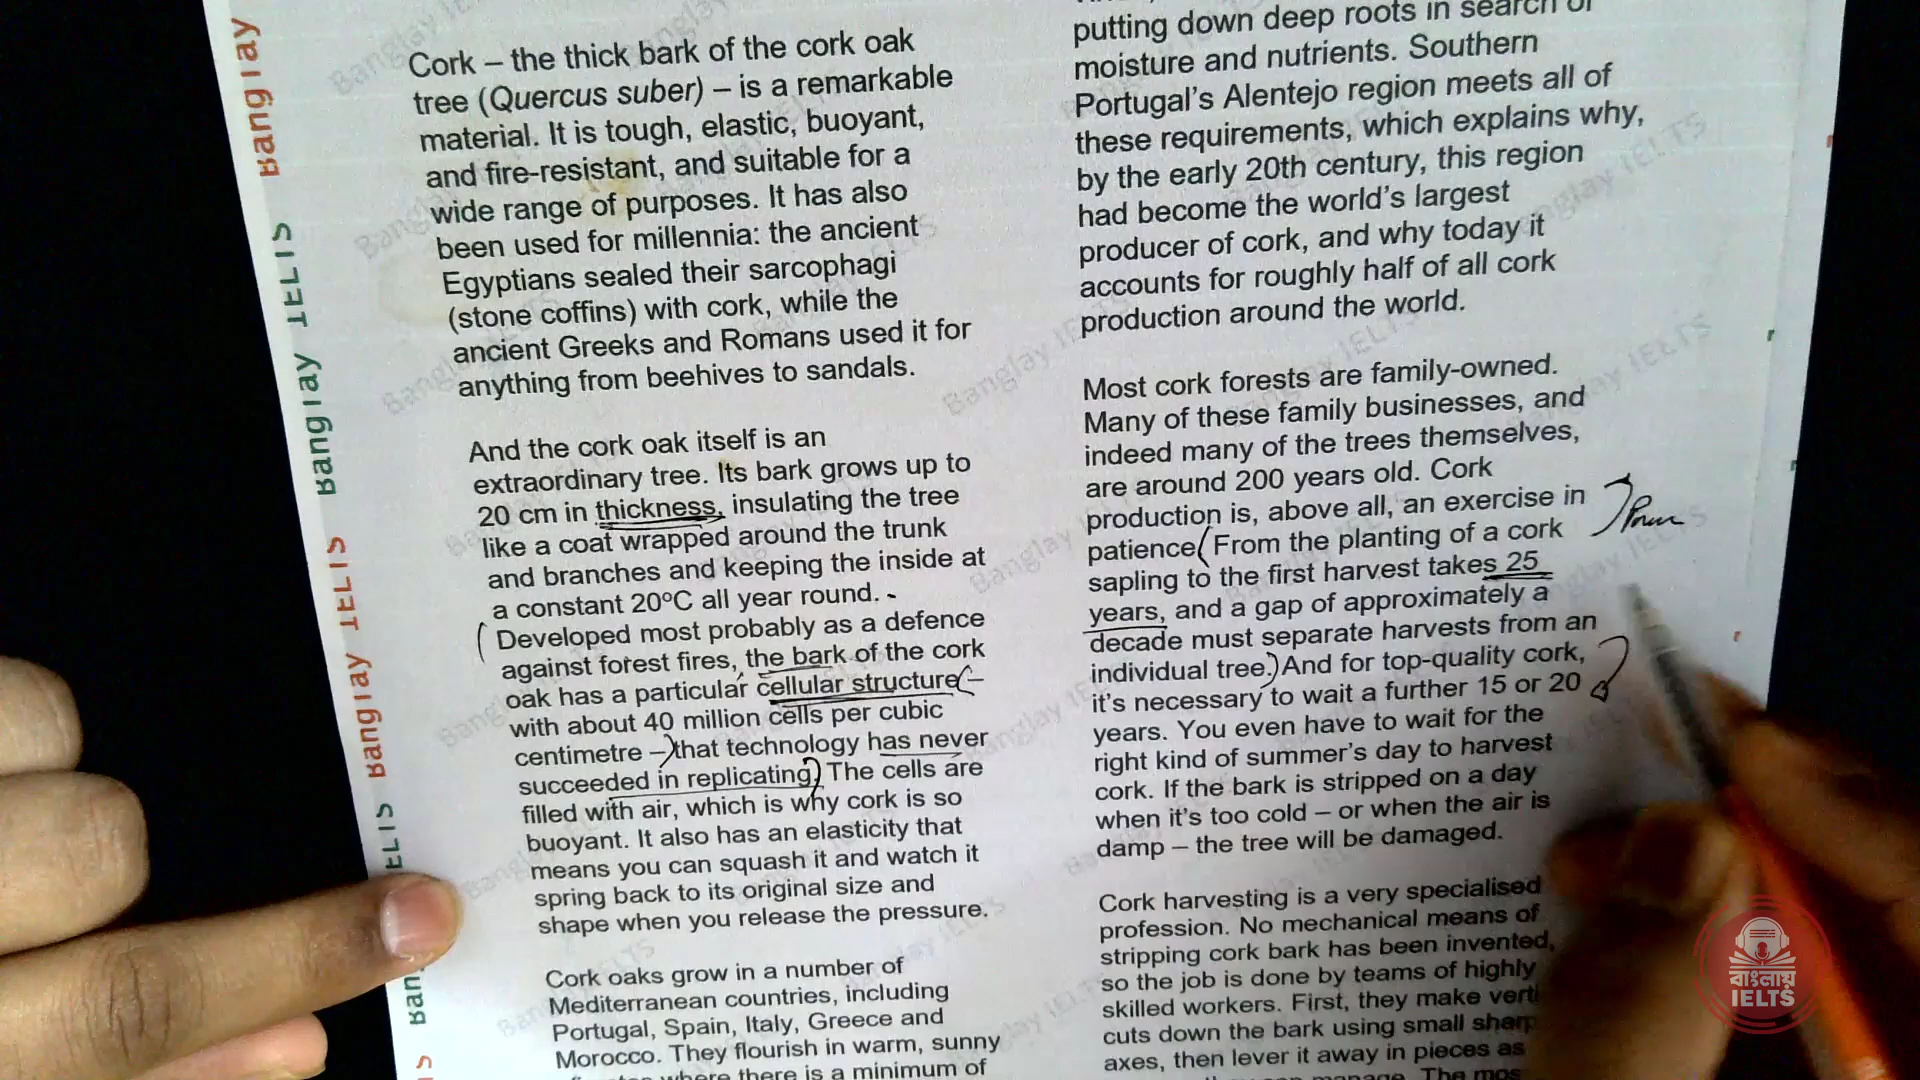 Cork – the thick bark of the cork oak
tree (Quercus suber) – is a remarkable
material. It is tough, elastic, buoyant,
and fire-resistant, and suitable for a
wide range of purposes. It has also
been used for millennia: the ancient
Egyptians sealed their sarcophagi
(stone coffins) with cork, while the
ancient Greeks and Romans used it for
anything from beehives to sandals.
And the cork oak itself is an
extraordinary tree. Its bark grows up to
20 cm in thickness, insulating the tree
like a coat wrapped around the trunk
and branches and keeping the inside at
a constant 20ºC all year round.
Developed most probably as a defence
against forest fires, the bark of the cork
oak has a particular cellular structure –
with about 40 million cells per cubic
centimetre – that technology has never
succeeded in replicating. The cells are
filled with air, which is why cork is so
buoyant. It also has an elasticity that
means you can squash it and watch it
spring back to its original size and
shape when you release the pressure.
Cork oaks grow in a number of
Mediterranean countries, including
Portugal, Spain, Italy, Greece and
Morocco. They flourish in warm, sunny
where there is a minimum of
putting down deep roots in search of
moisture and nutrients. Southern
Portugal's Alentejo region meets all of
these requirements, which explains why,
by the early 20th century, this region
had become the world's largest
producer of cork, and why today it
accounts for roughly half of all cork
production around the world.
Most cork forests are family-owned.
Many of these family businesses, and
indeed many of the trees themselves,
are around 200 years old. Cork
production is, above all, an exercise in
patience. From the planting of a cork
sapling to the first harvest takes 25
years, and a gap of approximately a
decade must separate harvests from an
individual tree. And for top-quality cork,
it's necessary to wait a further 15 or 20
years. You even have to wait for the
right kind of summer's day to harvest
cork. If the bark is stripped on a day
when it's too cold – or when the air is
damp – the tree will be damaged.
Cork harvesting is a very specialised
profession. No mechanical means of
stripping cork bark has been invented,
so the job is done by teams of highly
skilled workers. First, they make verti
cuts down the bark using small sharp
axes, then lever it away in pieces as
manage. The mos
Banglay IELTS Banglay IELTS Banglay IELTS
বাংলায়
IELTS